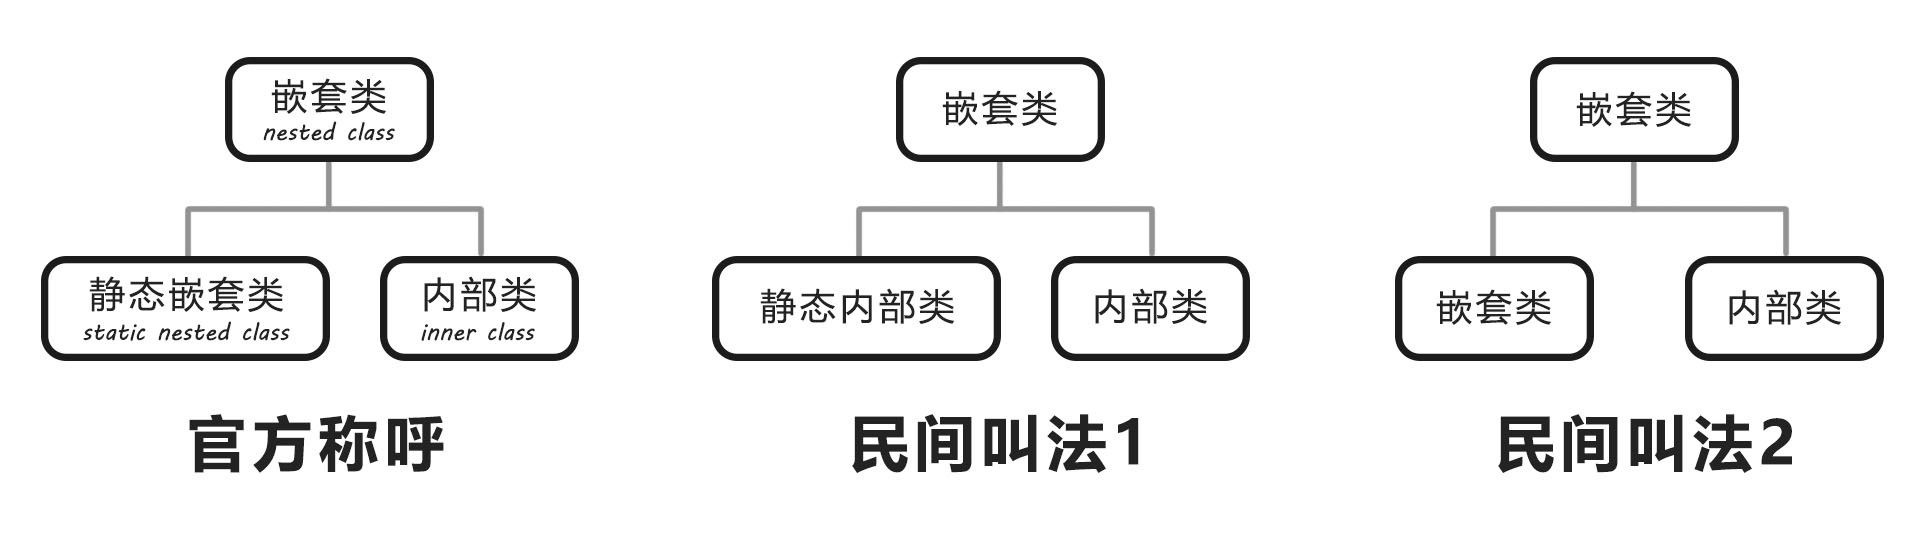 嵌套类
nested class
静态嵌套类
static nested class
内部类
inner class
官方称呼
嵌套类
静态内部类
内部类
民间叫法1
嵌套类
嵌套类
内部类
民间叫法2